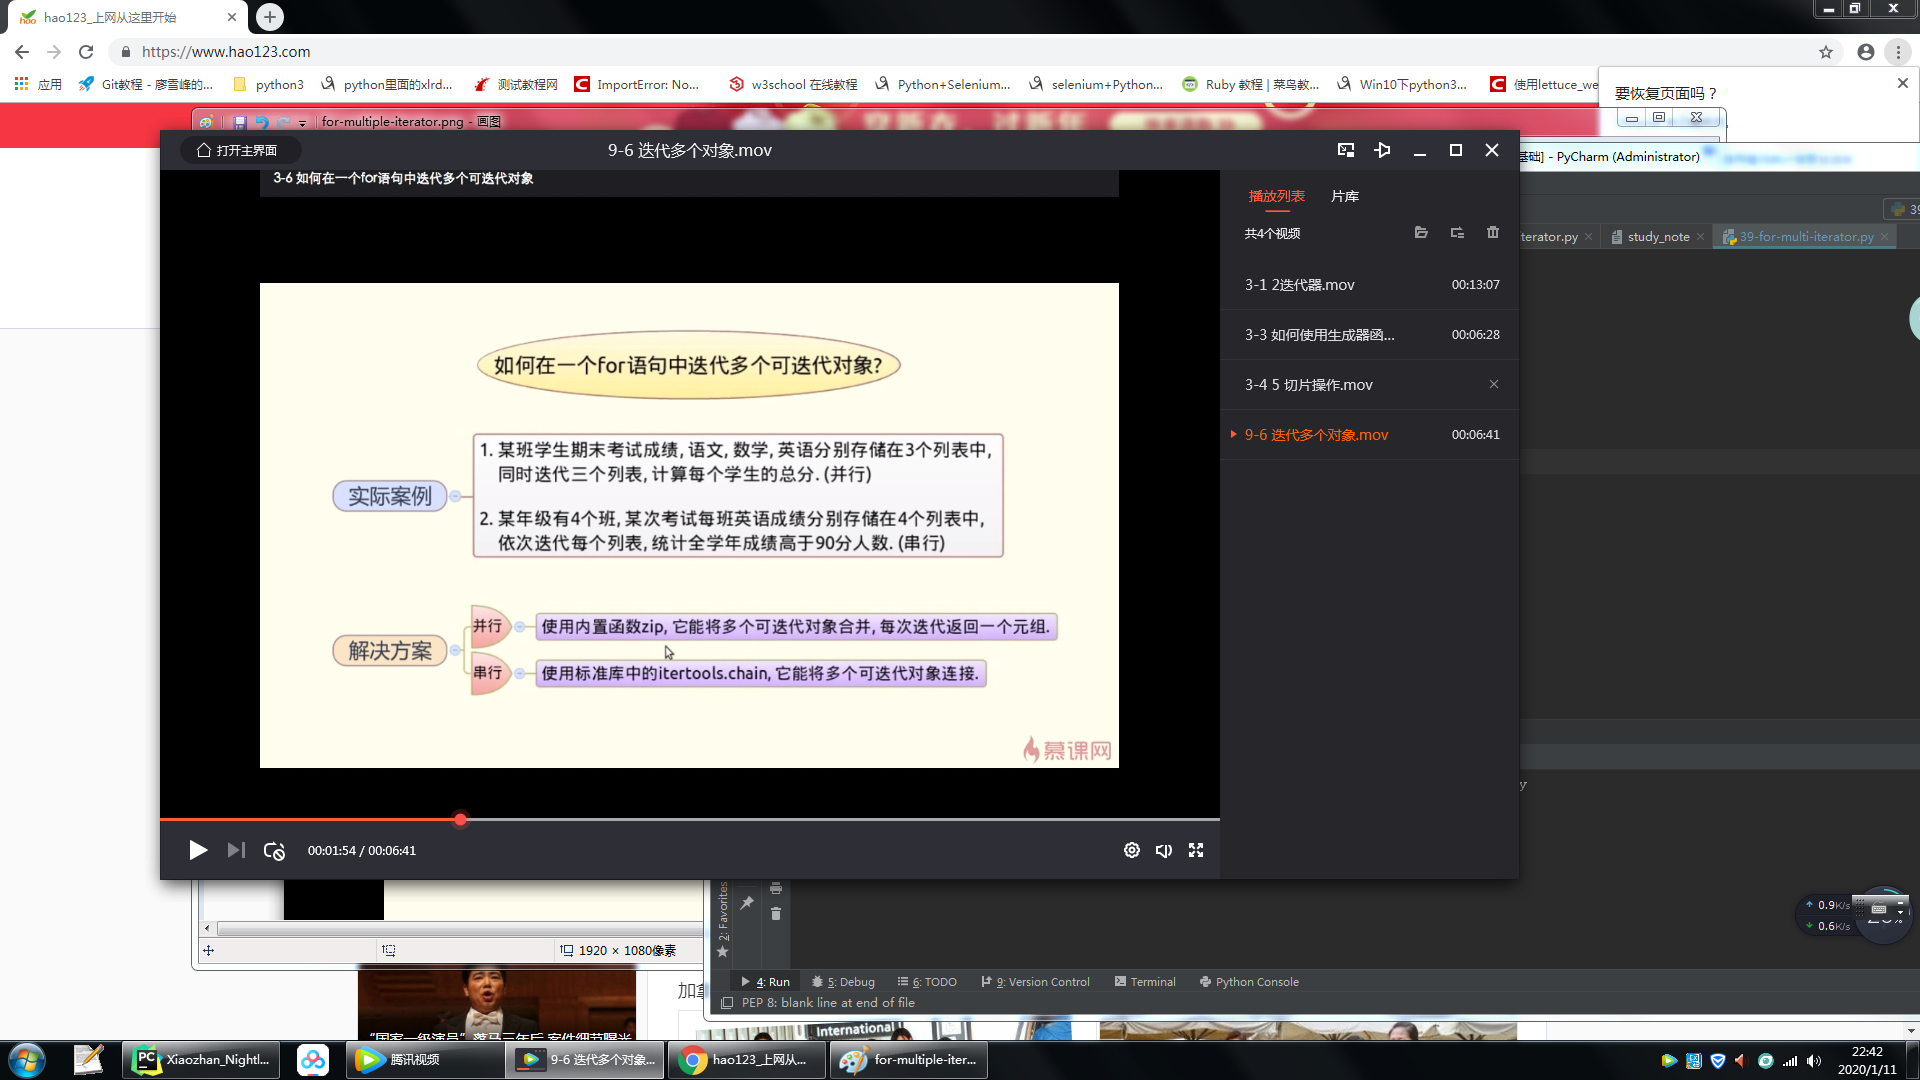 hao123_上网从这里开始
https://www.hao123.com
应用
Git教程 - 廖雪峰的...
python3
python里面的xlrd...
测试教程网
ImportError: No...
w3school 在线教程
Python+Selenium...
selenium+Python...
Ruby 教程 | 菜鸟教...
Win10下python3...
使用lettuce_we
要恢复页面吗？
for-multiple-iterator.png - 画图
打开主界面
9-6 迭代多个对象.mov
基础] - PyCharm (Administrator)
3-6 如何在一个for语句中迭代多个可迭代对象
播放列表
片库
共4个视频
39
terator.py
study_note
39-for-multi-iterator.py
3-1 2迭代器.mov
00:13:07
3-3 如何使用生成器函...
00:06:28
3-4 5 切片操作.mov
9-6 迭代多个对象.mov
00:06:41
如何在一个for语句中迭代多个可迭代对象?
实际案例
1. 某班学生期末考试成绩, 语文, 数学, 英语分别存储在3个列表中,
同时迭代三个列表, 计算每个学生的总分. (并行)
2. 某年级有4个班, 某次考试每班英语成绩分别存储在4个列表中,
依次迭代每个列表, 统计全学年成绩高于90分人数. (串行)
解决方案
并行
使用内置函数zip, 它能将多个可迭代对象合并, 每次迭代返回一个元组.
串行
使用标准库中的itertools.chain, 它能将多个可迭代对象连接.
慕课网
y
00:01:54 / 00:06:41
2: Favorites
0.9K/s
0.6K/s
1920 × 1080像素
4: Run
5: Debug
6: TODO
9: Version Control
Terminal
Python Console
PEP 8: blank line at end of file
加拿
“国家一级演员”落马三年后 案件细节曝光
International
Xiaozhan_Nightl...
腾讯视频
9-6 迭代多个对象...
hao123_上网从...
for-multiple-iter...
22:42
2020/1/11